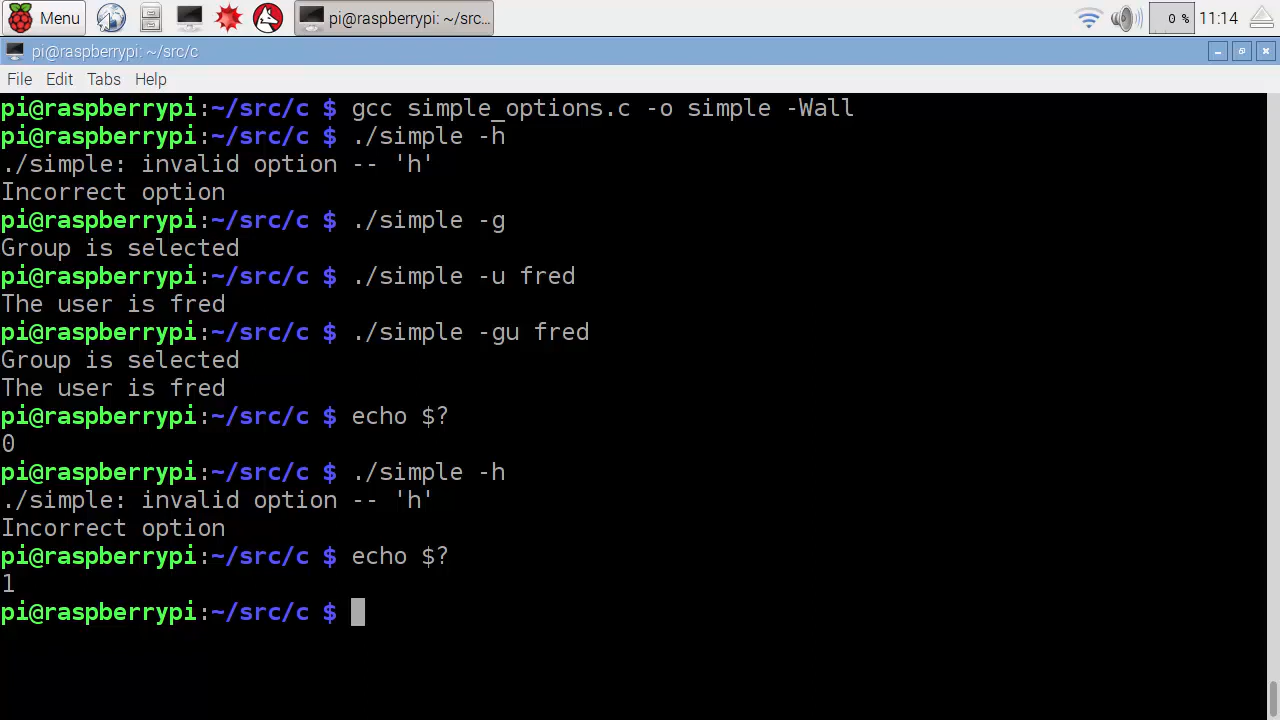 Menu
pi@raspberrypi: ~/src...
0 %
11:14
pi@raspberrypi: ~/src/c
File Edit Tabs Help
pi@raspberrypi:~/src/c $ gcc simple_options.c -o simple -Wall
pi@raspberrypi:~/src/c $ ./simple -h
./simple: invalid option -- 'h'
Incorrect option
pi@raspberrypi:~/src/c $ ./simple -g
Group is selected
pi@raspberrypi:~/src/c $ ./simple -u fred
The user is fred
pi@raspberrypi:~/src/c $ ./simple -gu fred
Group is selected
The user is fred
pi@raspberrypi:~/src/c $ echo $?
0
pi@raspberrypi:~/src/c $ ./simple -h
./simple: invalid option -- 'h'
Incorrect option
pi@raspberrypi:~/src/c $ echo $?
1
pi@raspberrypi:~/src/c $